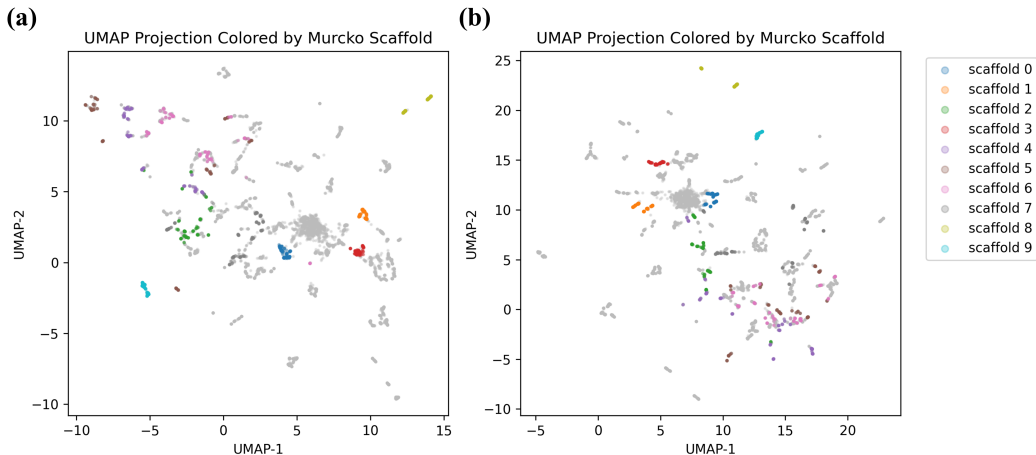 (a)
UMAP Projection Colored by Murcko Scaffold
10
5
0
−5
−10
UMAP-2
−10
−5
0
5
10
15
UMAP-1
(b)
UMAP Projection Colored by Murcko Scaffold
25
20
15
10
5
0
−5
−10
UMAP-2
−5
0
5
10
15
20
UMAP-1
scaffold 0
scaffold 1
scaffold 2
scaffold 3
scaffold 4
scaffold 5
scaffold 6
scaffold 7
scaffold 8
scaffold 9